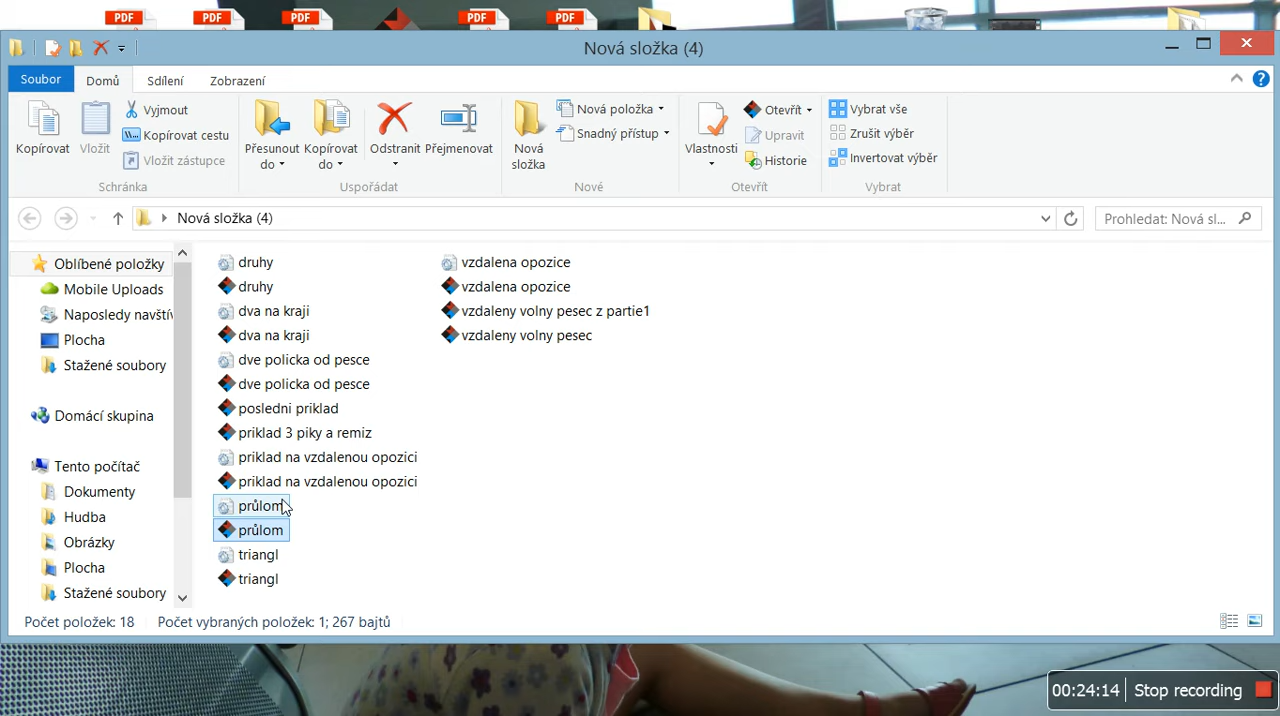 PDF PDF PDF PDF PDF
Nová složka (4)
Soubor Domů Sdílení Zobrazení
Kopírovat
Vložit
Vyjmout
Kopírovat cestu
Vložit zástupce
Schránka
Přesunout do
Kopírovat do
Odstranit
Přejmenovat
Uspořádat
Nová složka
Nová položka
Snadný přístup
Nové
Vlastnosti
Otevřít
Upravit
Historie
Otevřít
Vybrat vše
Zrušit výběr
Invertovat výběr
Vybrat
Nová složka (4)
Prohledat: Nová sl...
Oblíbené položky
Mobile Uploads
Naposledy navštív
Plocha
Stažené soubory
Domácí skupina
Tento počítač
Dokumenty
Hudba
Obrázky
Plocha
Stažené soubory
druhy
druhy
dva na kraji
dva na kraji
dve policka od pesce
dve policka od pesce
posledni priklad
priklad 3 piky a remiz
priklad na vzdalenou opozici
priklad na vzdalenou opozici
průlom
průlom
triangl
triangl
vzdalena opozice
vzdalena opozice
vzdaleny volny pesec z partie1
vzdaleny volny pesec
Počet položek: 18 Počet vybraných položek: 1; 267 bajtů
00:24:14 Stop recording